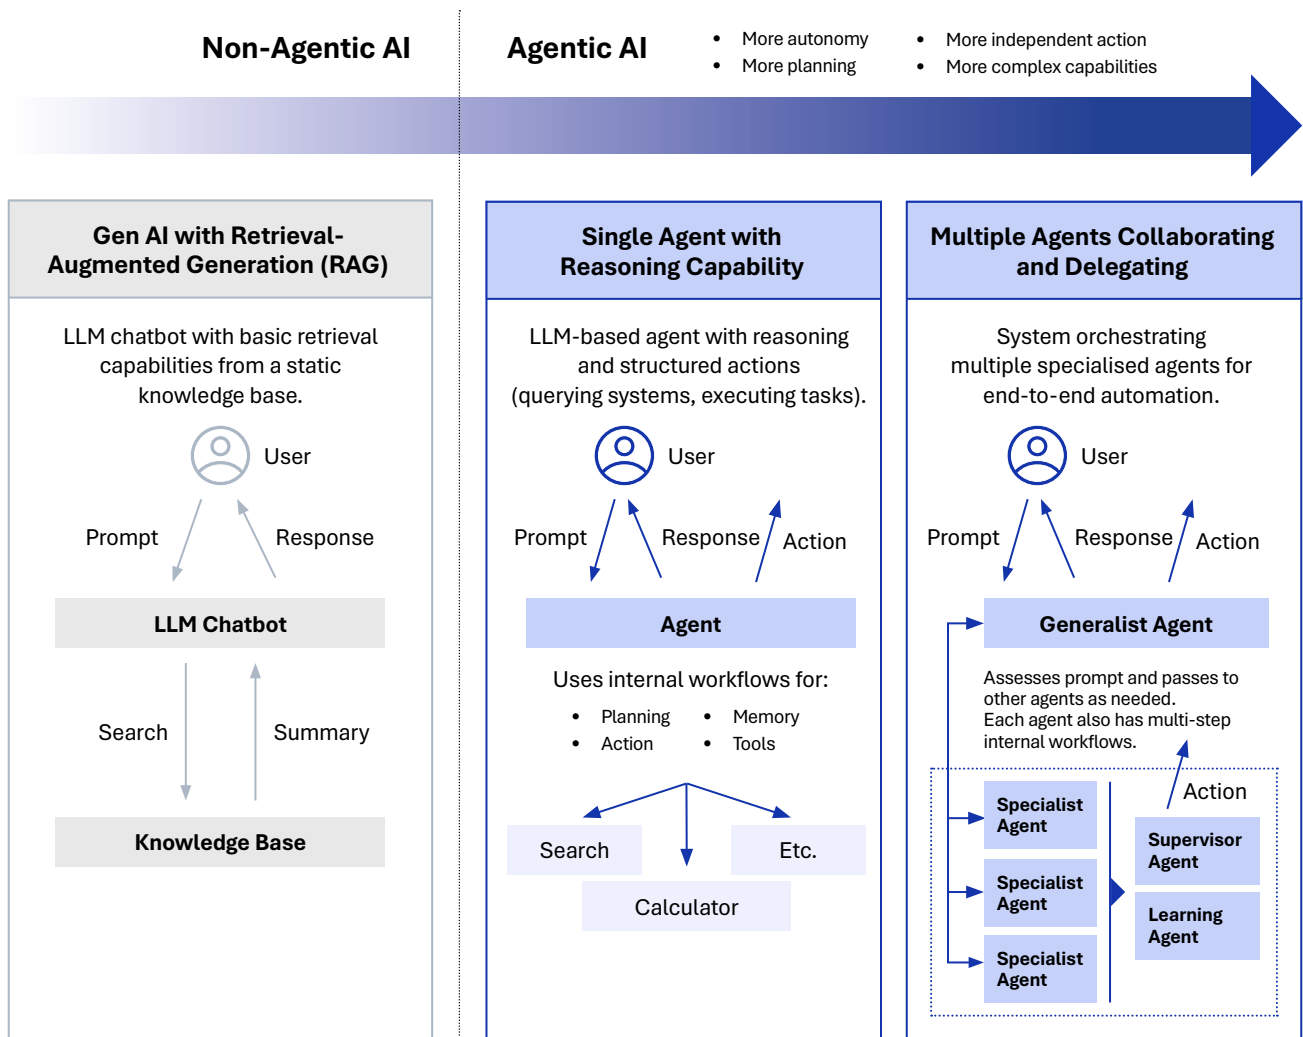 Non-Agentic AI
Agentic AI
• More autonomy
• More planning
• More independent action
• More complex capabilities
Gen AI with Retrieval-
Augmented Generation (RAG)
LLM chatbot with basic retrieval
capabilities from a static
knowledge base.
User
Prompt
Response
LLM Chatbot
Search
Summary
Knowledge Base
Single Agent with
Reasoning Capability
LLM-based agent with reasoning
and structured actions
(querying systems, executing tasks).
User
Prompt
Response
Action
Agent
Uses internal workflows for:
• Planning
• Action
• Memory
• Tools
Search
Etc.
Calculator
Multiple Agents Collaborating
and Delegating
System orchestrating
multiple specialised agents for
end-to-end automation.
User
Prompt
Response
Action
Generalist Agent
Assesses prompt and passes to
other agents as needed.
Each agent also has multi-step
internal workflows.
Action
Specialist
Agent
Specialist
Agent
Specialist
Agent
Supervisor
Agent
Learning
Agent